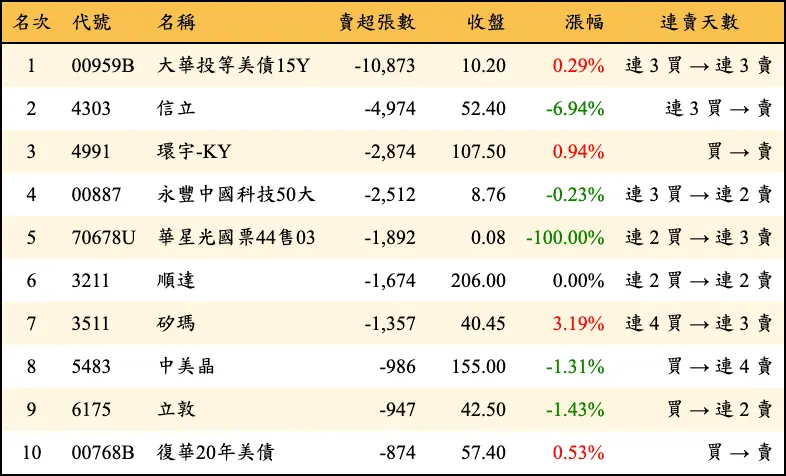 名次 代號 名稱 賣超張數 收盤 漲幅 連賣天數
1 00959B 大華投等美債15Y -10,873 10.20 0.29% 連 3 買 → 連 3 賣
2 4303 信立 -4,974 52.40 -6.94% 連 3 買 → 賣
3 4991 環宇-KY -2,874 107.50 0.94% 買 → 賣
4 00887 永豐中國科技50大 -2,512 8.76 -0.23% 連 3 買 → 連 2 賣
5 70678U 華星光國票44售03 -1,892 0.08 -100.00% 連 2 買 → 連 3 賣
6 3211 順達 -1,674 206.00 0.00% 連 2 買 → 連 2 賣
7 3511 矽瑪 -1,357 40.45 3.19% 連 4 買 → 連 3 賣
8 5483 中美晶 -986 155.00 -1.31% 買 → 連 4 賣
9 6175 立敦 -947 42.50 -1.43% 買 → 連 2 賣
10 00768B 復華20年美債 -874 57.40 0.53% 買 → 賣